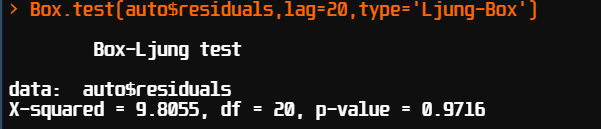 > Box.test(auto$residuals,lag=20,type='Ljung-Box')
Box-Ljung test
data:  auto$residuals
X-squared = 9.8055, df = 20, p-value = 0.9716